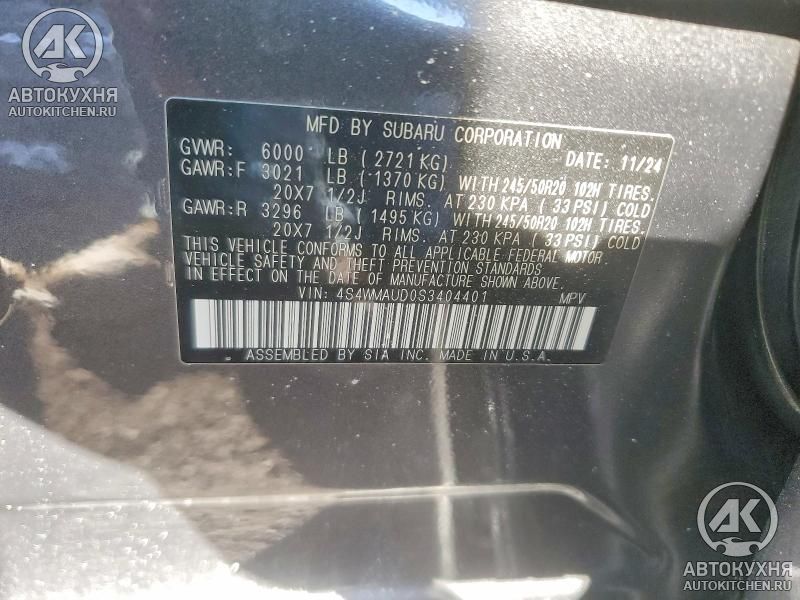 AK
АВТОКУХНЯ
AUTOKITCHEN.RU
MFD BY SUBARU CORPORATION
GVWR: 6000 LB (2721 KG) DATE: 11/24
GAWR:F 3021 LB (1370 KG) WITH 245/50R20 102H TIRES.
20X7 1/2J RIMS. AT 230 KPA (33 PSI) COLD
GAWR:R 3296 LB (1495 KG) WITH 245/50R20 102H TIRES.
20X7 1/2J RIMS. AT 230 KPA (33 PSI) COLD
THIS VEHICLE CONFORMS TO ALL APPLICABLE FEDERAL MOTOR
VEHICLE SAFETY AND THEFT PREVENTION STANDARDS
IN EFFECT ON THE DATE OF MANUFACTURE SHOWN ABOVE.
VIN: 4S4WMAUD0S3404401 MPV
ASSEMBLED BY SIA INC. MADE IN U.S.A.
AK
АВТОКУХНЯ
AUTOKITCHEN.RU